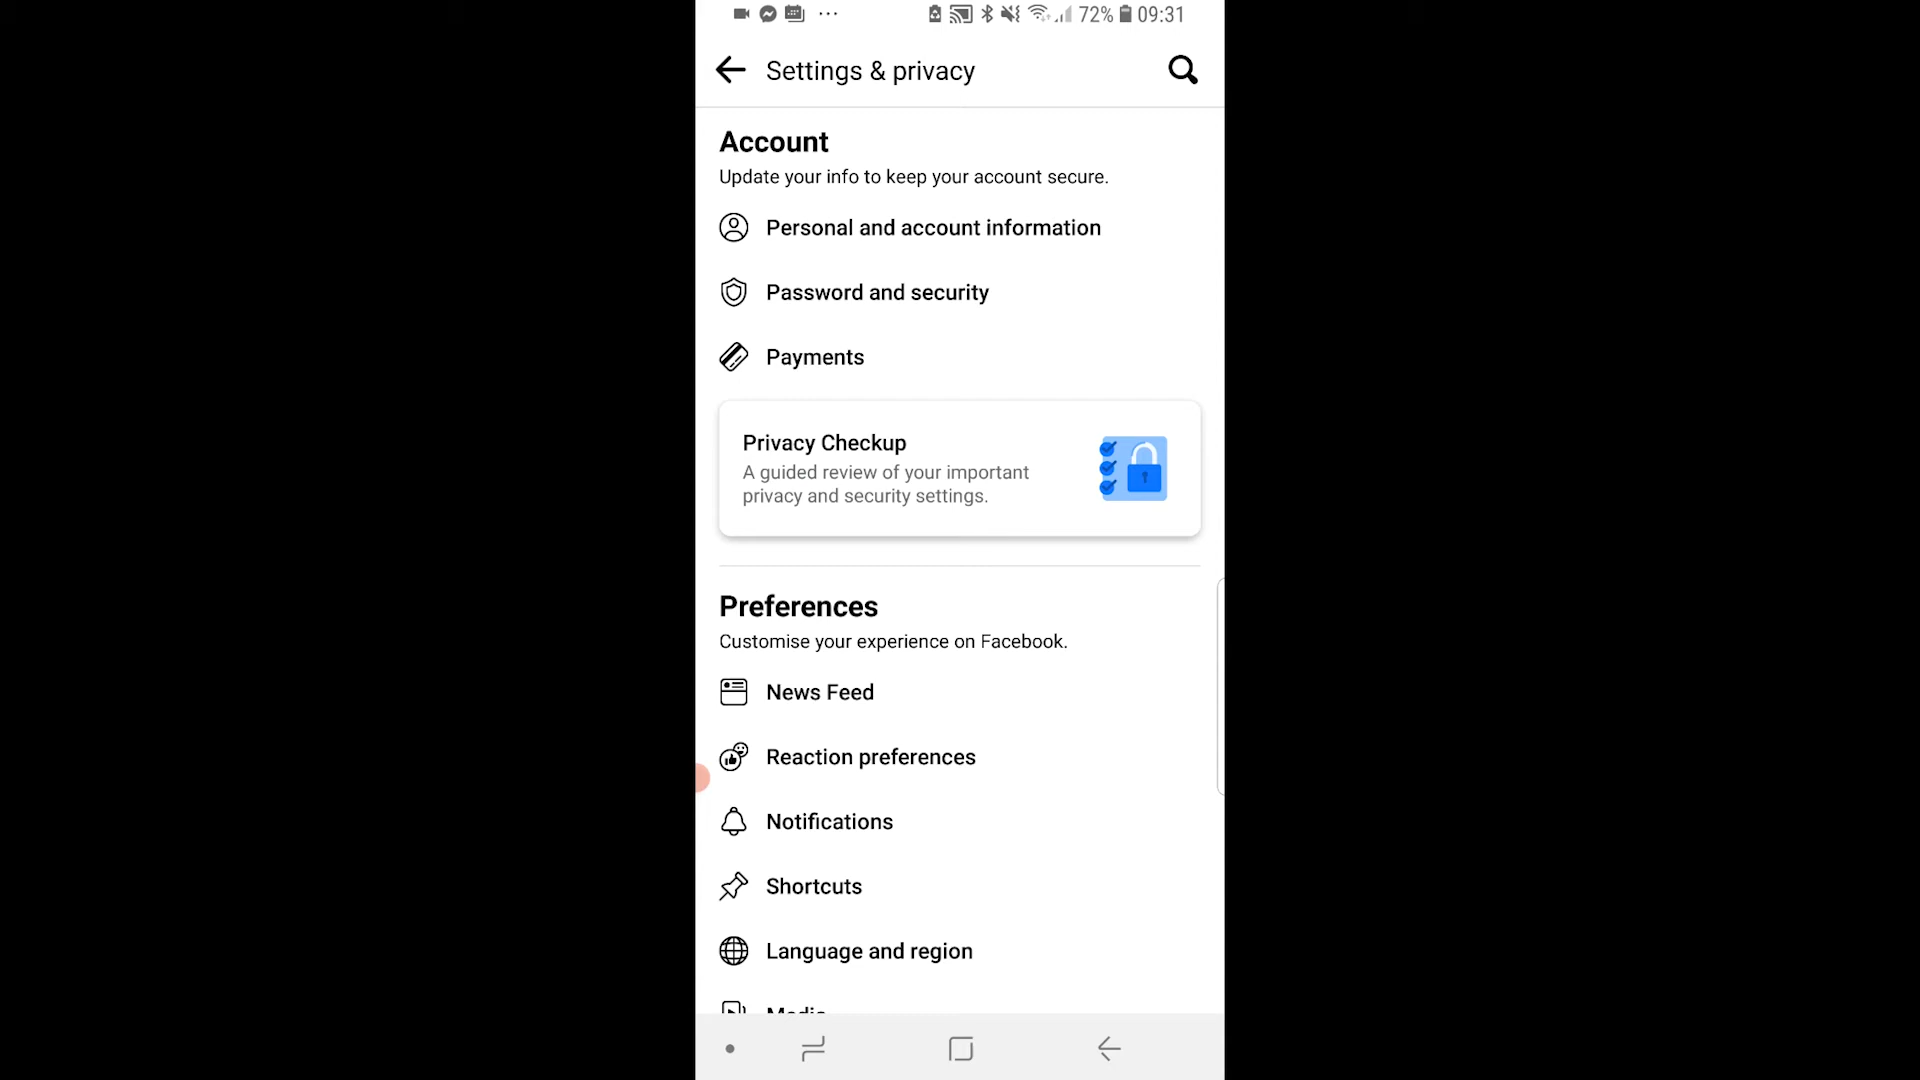 72% 09:31
Settings & privacy
Account
Update your info to keep your account secure.
Personal and account information
Password and security
Payments
Privacy Checkup
A guided review of your important
privacy and security settings.
Preferences
Customise your experience on Facebook.
News Feed
Reaction preferences
Notifications
Shortcuts
Language and region
Media